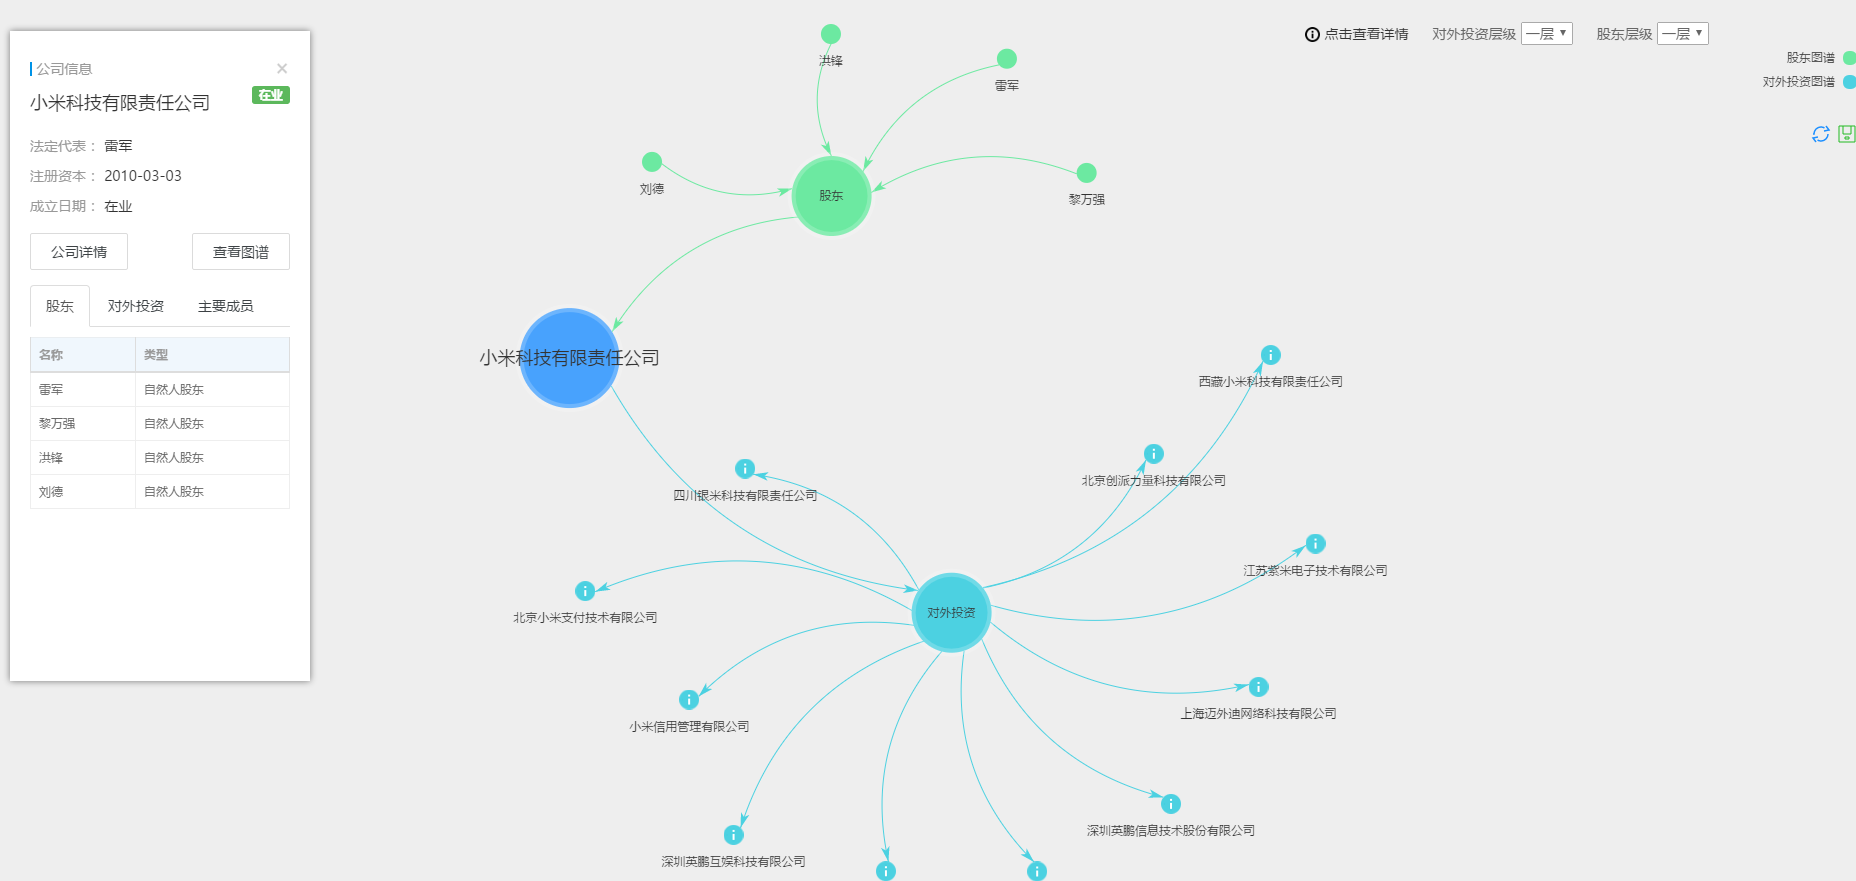 公司信息 ×
小米科技有限责任公司 在业
法定代表： 雷军
注册资本： 2010-03-03
成立日期： 在业
公司详情 查看图谱
股东 对外投资 主要成员
名称 类型
雷军 自然人股东
黎万强 自然人股东
洪锋 自然人股东
刘德 自然人股东
点击查看详情 对外投资层级 一层 股东层级 一层
股东图谱
对外投资图谱
洪锋
雷军
刘德
黎万强
股东
小米科技有限责任公司
西藏小米科技有限责任公司
四川银米科技有限责任公司
北京创派力量科技有限公司
江苏紫米电子技术有限公司
北京小米支付技术有限公司
对外投资
小米信用管理有限公司
上海迈外迪网络科技有限公司
深圳英鹏信息技术股份有限公司
深圳英鹏互娱科技有限公司